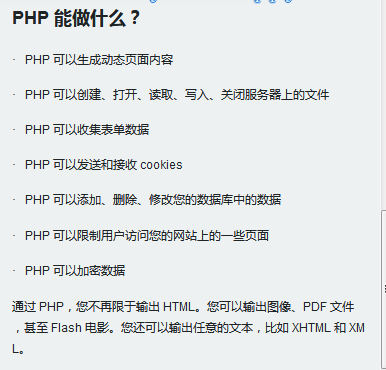 PHP 能做什么？
· PHP 可以生成动态页面内容
· PHP 可以创建、打开、读取、写入、关闭服务器上的文件
· PHP 可以收集表单数据
· PHP 可以发送和接收 cookies
· PHP 可以添加、删除、修改您的数据库中的数据
· PHP 可以限制用户访问您的网站上的一些页面
· PHP 可以加密数据
通过 PHP，您不再限于输出 HTML。您可以输出图像、PDF 文件
，甚至 Flash 电影。您还可以输出任意的文本，比如 XHTML 和 XM
L。